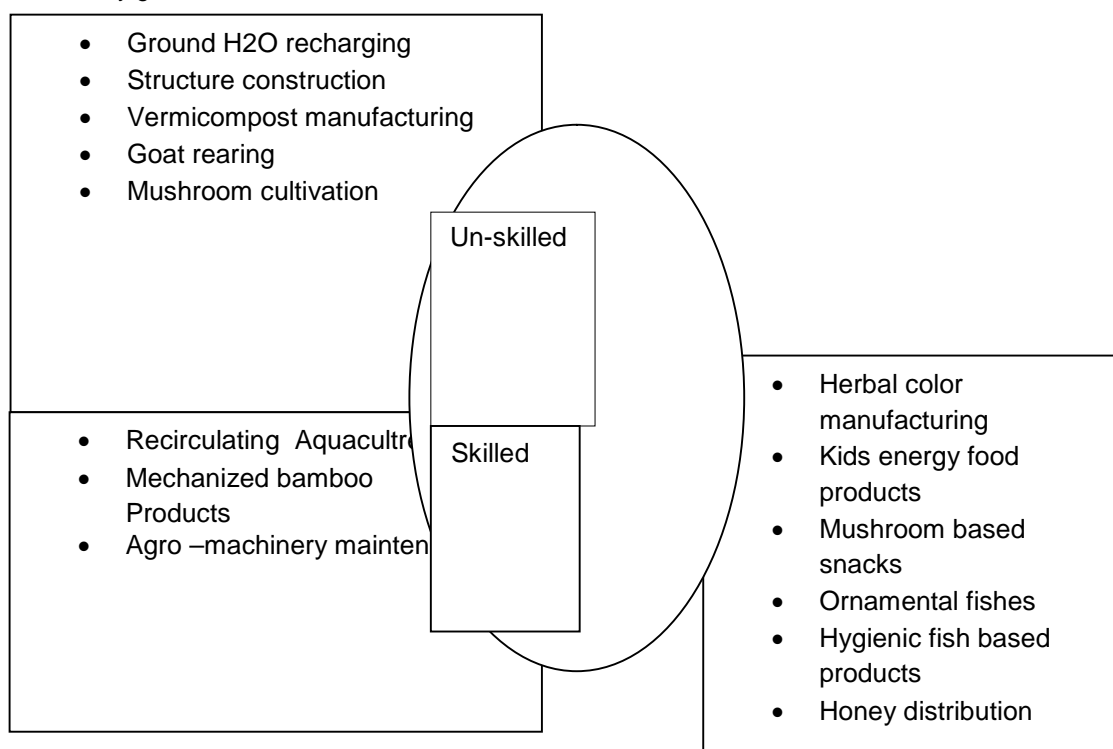 • Ground H2O recharging
• Structure construction
• Vermicompost manufacturing
• Goat rearing
• Mushroom cultivation
Un-skilled
• Recirculating Aquacultr
• Mechanized bamboo
Products
• Agro –machinery mainten
Skilled
• Herbal color
manufacturing
• Kids energy food
products
• Mushroom based
snacks
• Ornamental fishes
• Hygienic fish based
products
• Honey distribution